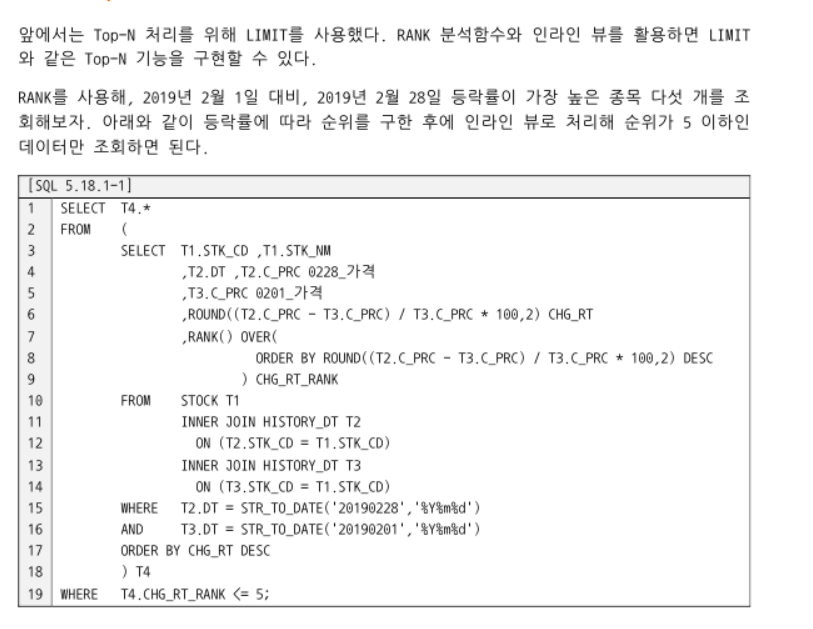 앞에서는 Top-N 처리를 위해 LIMIT를 사용했다. RANK 분석함수와 인라인 뷰를 활용하면 LIMIT
와 같은 Top-N 기능을 구현할 수 있다.
RANK를 사용해, 2019년 2월 1일 대비, 2019년 2월 28일 등락률이 가장 높은 종목 다섯 개를 조
회해보자. 아래와 같이 등락률에 따라 순위를 구한 후에 인라인 뷰로 처리해 순위가 5 이하인
데이터만 조회하면 된다.
[SQL 5.18.1-1]
1 SELECT T4.*
2 FROM (
3 SELECT T1.STK_CD ,T1.STK_NM
4 ,T2.DT ,T2.C_PRC 0228_가격
5 ,T3.C_PRC 0201_가격
6 ,ROUND((T2.C_PRC - T3.C_PRC) / T3.C_PRC * 100,2) CHG_RT
7 ,RANK() OVER(
8 ORDER BY ROUND((T2.C_PRC - T3.C_PRC) / T3.C_PRC * 100,2) DESC
9 ) CHG_RT_RANK
10 FROM STOCK T1
11 INNER JOIN HISTORY_DT T2
12 ON (T2.STK_CD = T1.STK_CD)
13 INNER JOIN HISTORY_DT T3
14 ON (T3.STK_CD = T1.STK_CD)
15 WHERE T2.DT = STR_TO_DATE('20190228','%Y%m%d')
16 AND T3.DT = STR_TO_DATE('20190201','%Y%m%d')
17 ORDER BY CHG_RT DESC
18 ) T4
19 WHERE T4.CHG_RT_RANK <= 5;